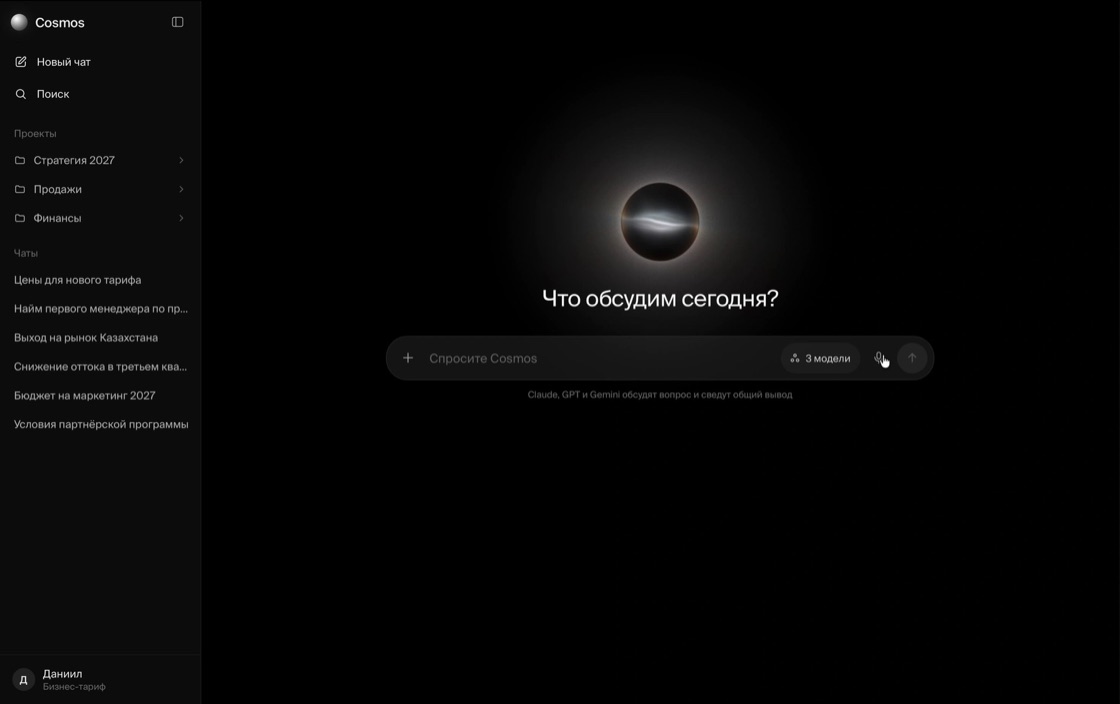 Cosmos
Новый чат
Поиск
Проекты
Стратегия 2027
Продажи
Финансы
Чаты
Цены для нового тарифа
Найм первого менеджера по пр...
Выход на рынок Казахстана
Снижение оттока в третьем ква...
Бюджет на маркетинг 2027
Условия партнёрской программы
Д
Даниил
Бизнес-тариф
Что обсудим сегодня?
Спросите Cosmos
3 модели
Claude, GPT и Gemini обсудят вопрос и сведут общий вывод